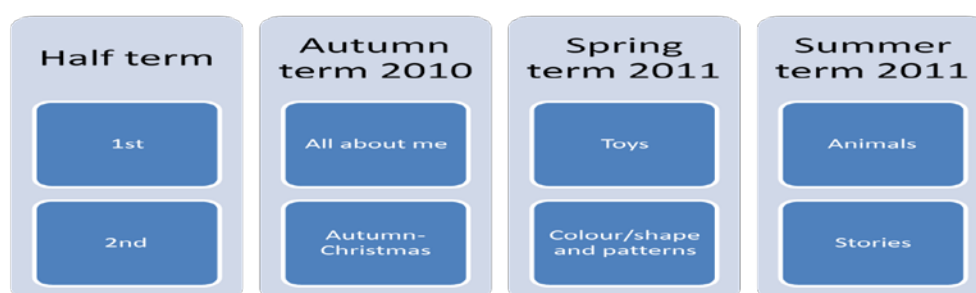 Half term
1st
2nd
Autumn
term 2010
All about me
Autumn-
Christmas
Spring
term 2011
Toys
Colour/shape
and patterns
Summer
term 2011
Animals
Stories